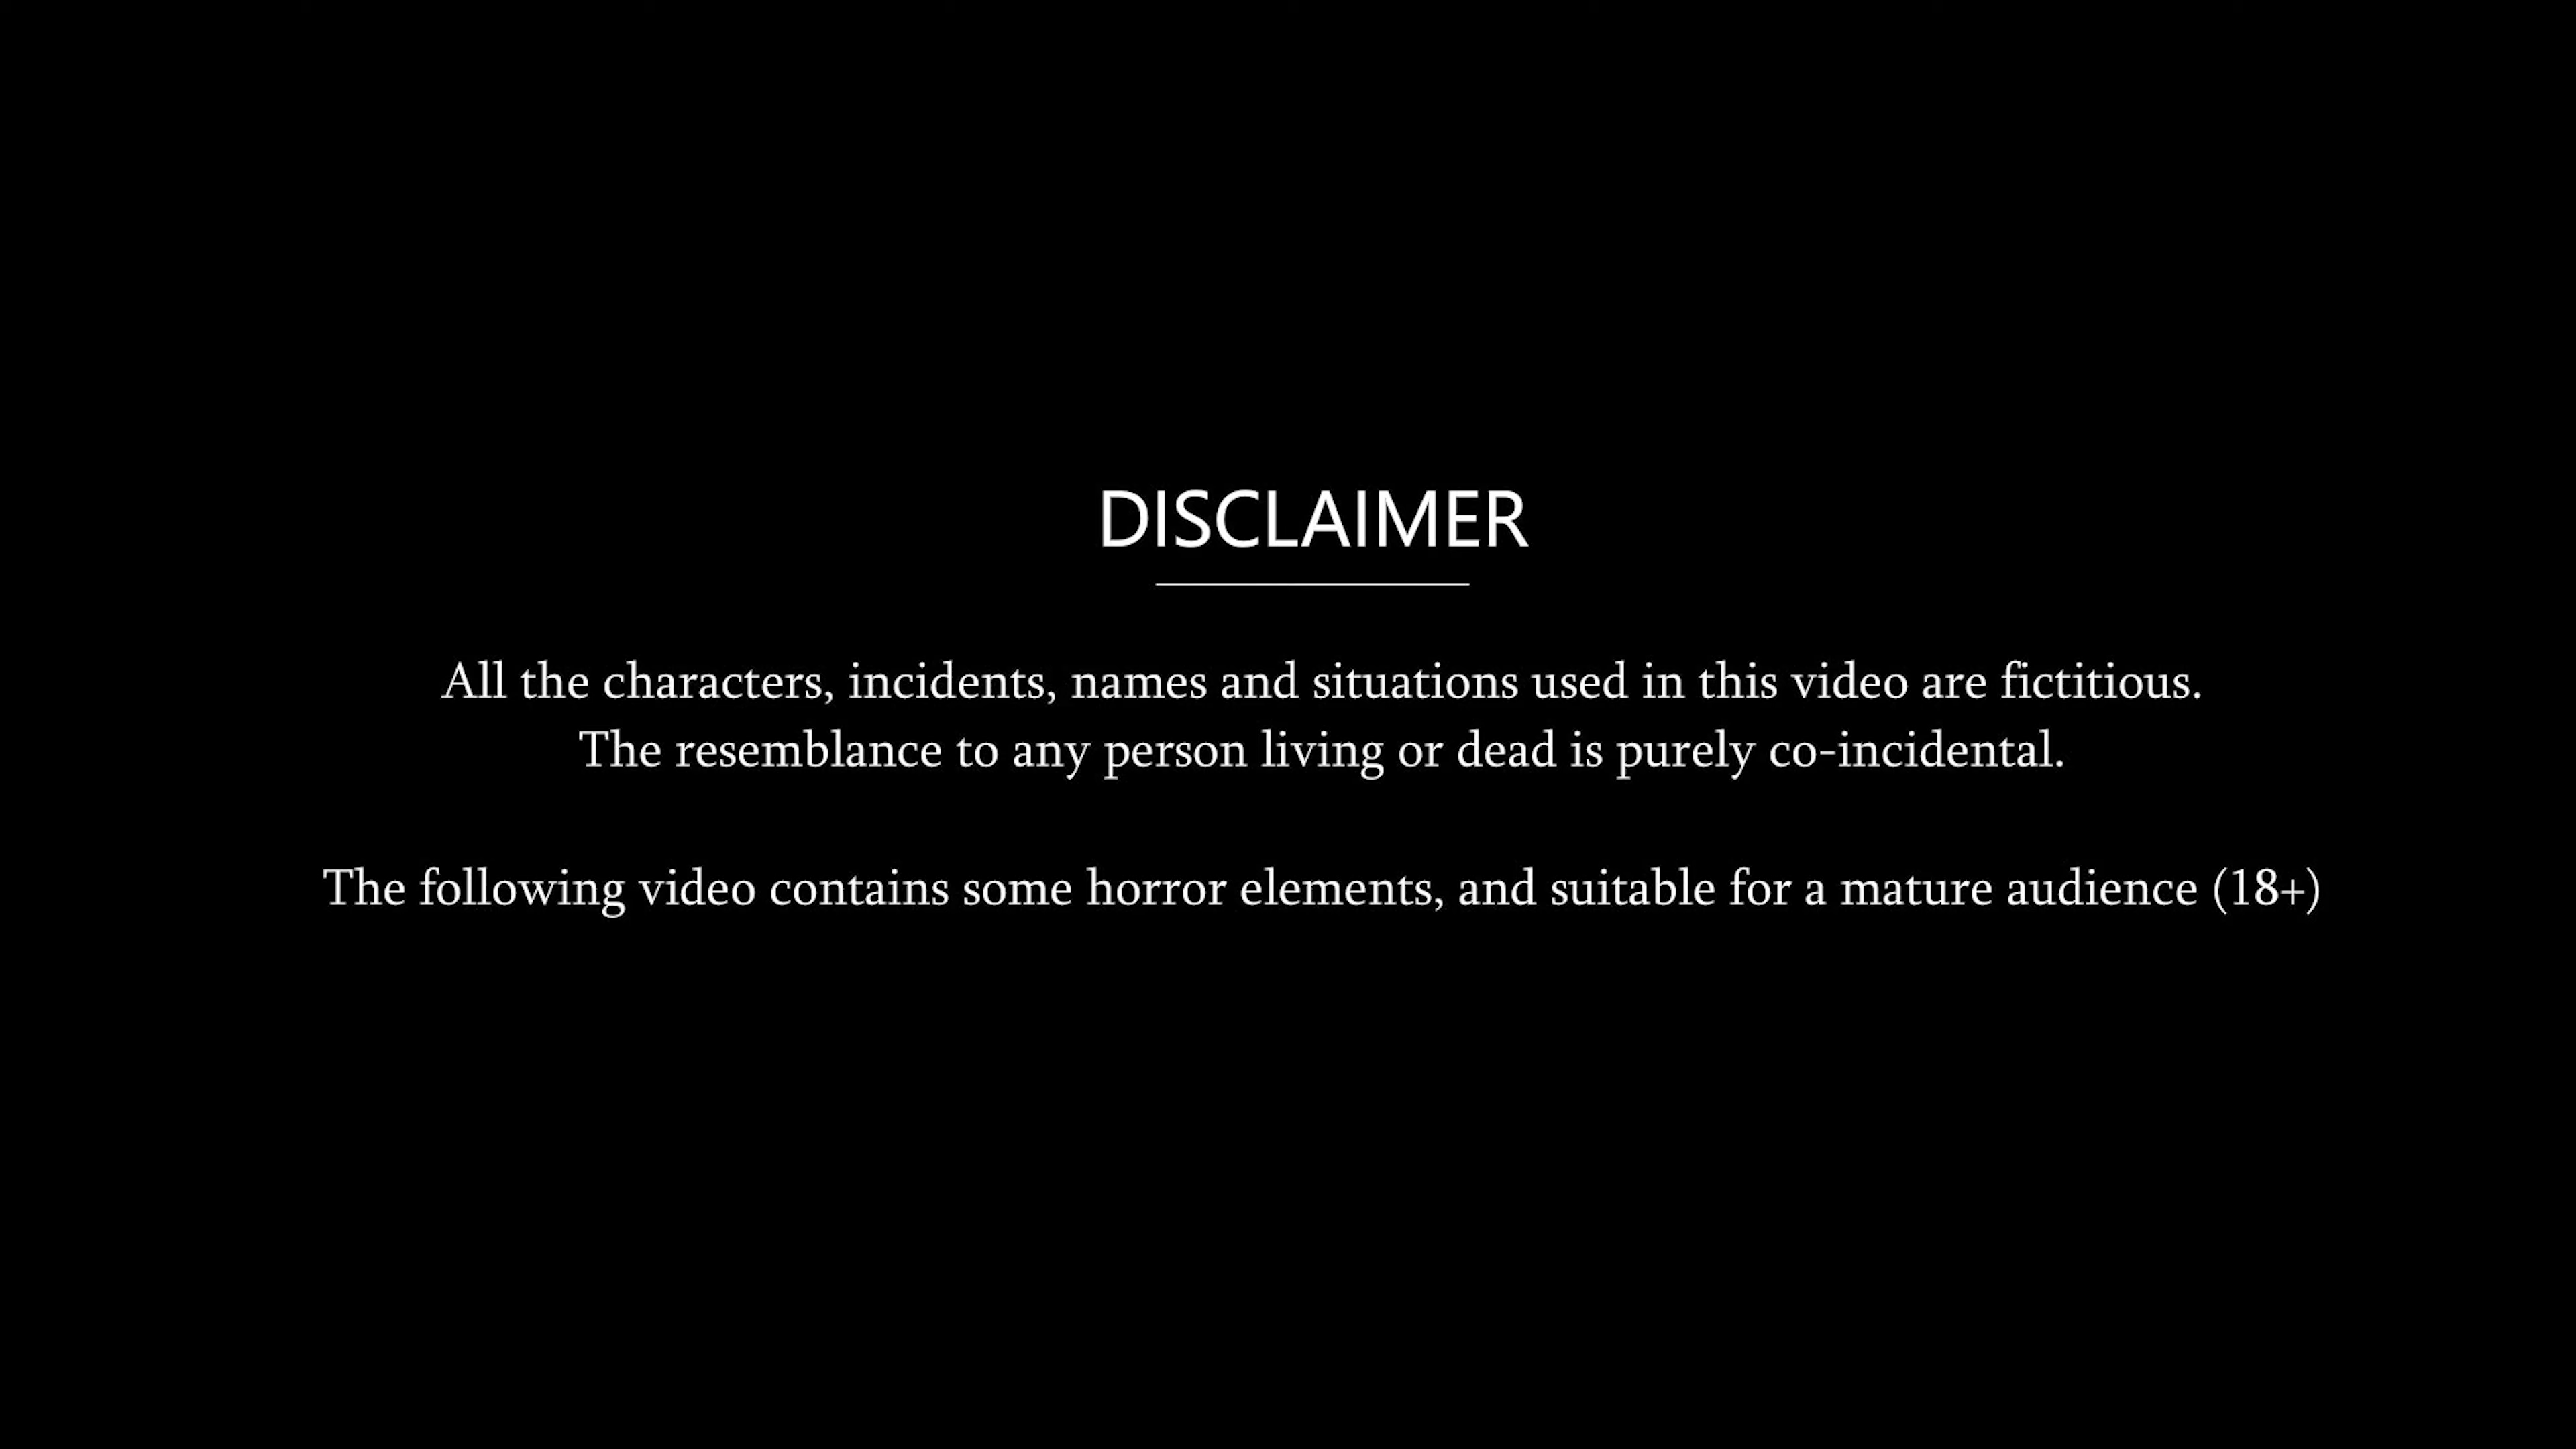 DISCLAIMER
All the characters, incidents, names and situations used in this video are fictitious.
The resemblance to any person living or dead is purely co-incidental.
The following video contains some horror elements, and suitable for a mature audience (18+)